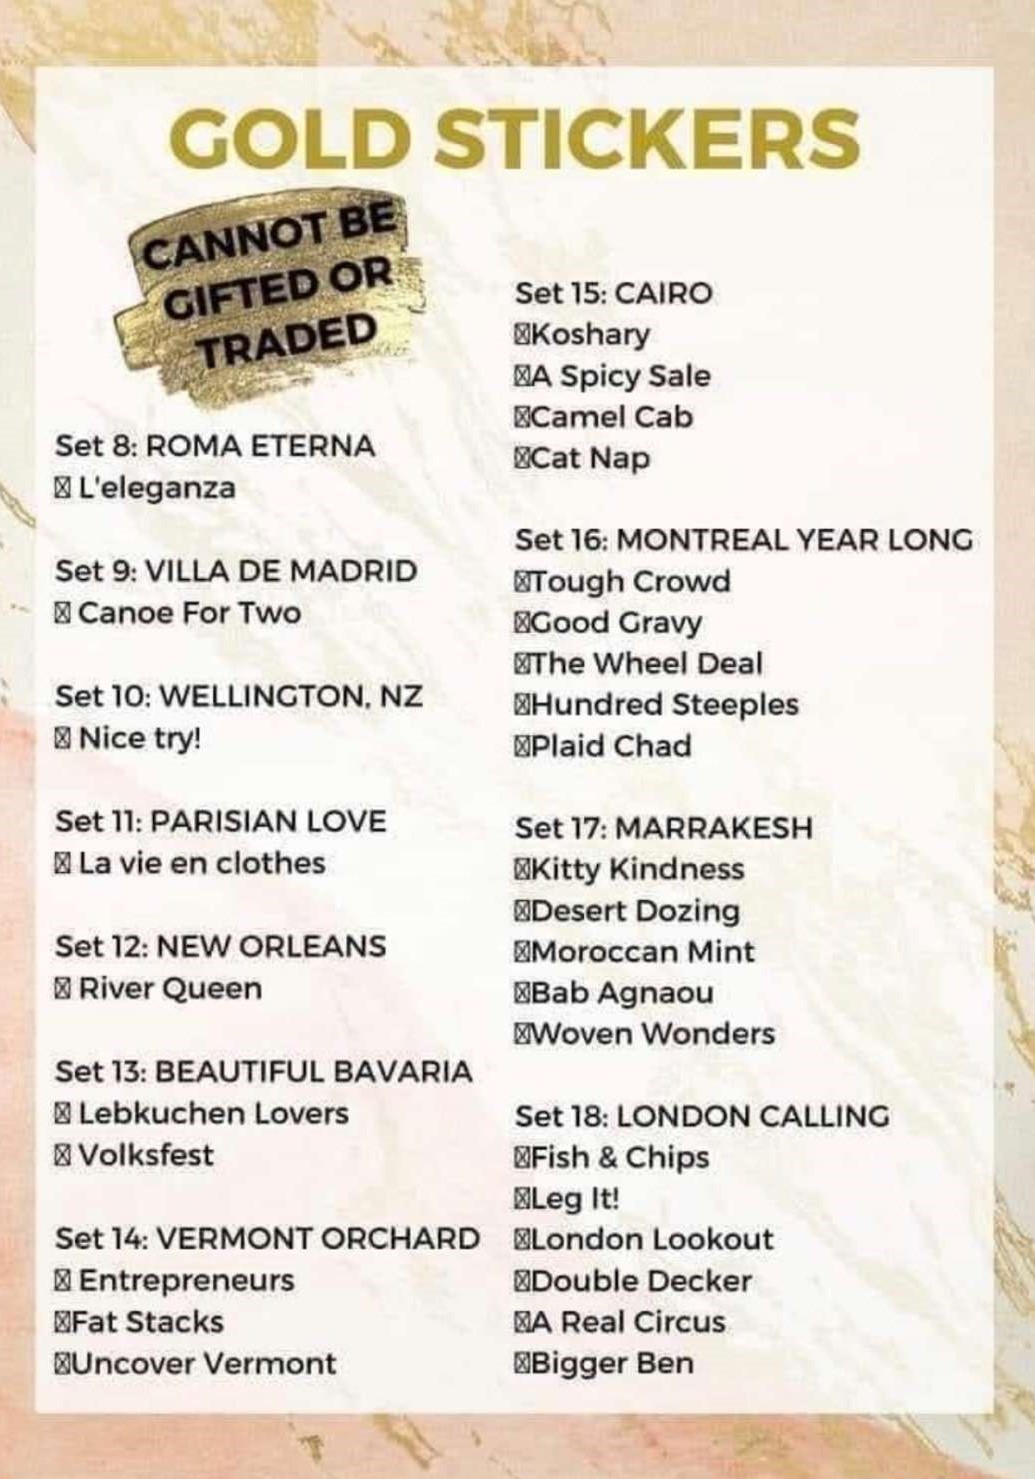 GOLD STICKERS
CANNOT BE
GIFTED OR
TRADED
Set 8: ROMA ETERNA
☒ L'eleganza
Set 9: VILLA DE MADRID
☒ Canoe For Two
Set 10: WELLINGTON, NZ
☒ Nice try!
Set 11: PARISIAN LOVE
☒ La vie en clothes
Set 12: NEW ORLEANS
☒ River Queen
Set 13: BEAUTIFUL BAVARIA
☒ Lebkuchen Lovers
☒ Volksfest
Set 14: VERMONT ORCHARD
☒ Entrepreneurs
☒Fat Stacks
☒Uncover Vermont
Set 15: CAIRO
☒Koshary
☒A Spicy Sale
☒Camel Cab
☒Cat Nap
Set 16: MONTREAL YEAR LONG
☒Tough Crowd
☒Good Gravy
☒The Wheel Deal
☒Hundred Steeples
☒Plaid Chad
Set 17: MARRAKESH
☒Kitty Kindness
☒Desert Dozing
☒Moroccan Mint
☒Bab Agnaou
☒Woven Wonders
Set 18: LONDON CALLING
☒Fish & Chips
☒Leg It!
☒London Lookout
☒Double Decker
☒A Real Circus
☒Bigger Ben